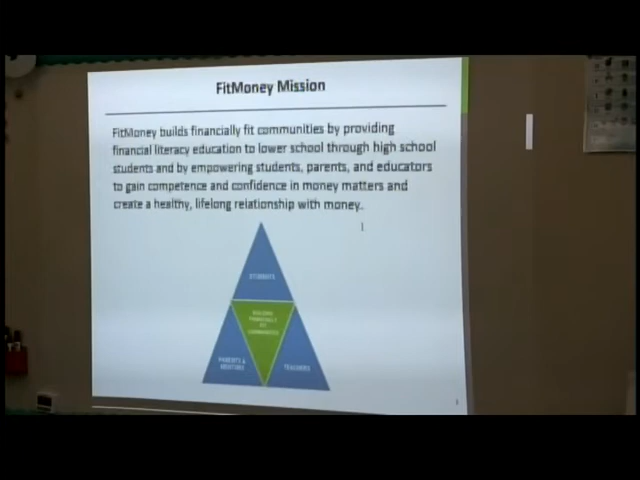 FitMoney Mission
FitMoney builds financially fit communities by providing
financial literacy education to lower school through high school
students and by empowering students, parents, and educators
to gain competence and confidence in money matters and
create a healthy, lifelong relationship with money.
STUDENTS
BUILDING
FINANCIALLY
FIT
COMMUNITIES
PARENTS &
TEACHERS